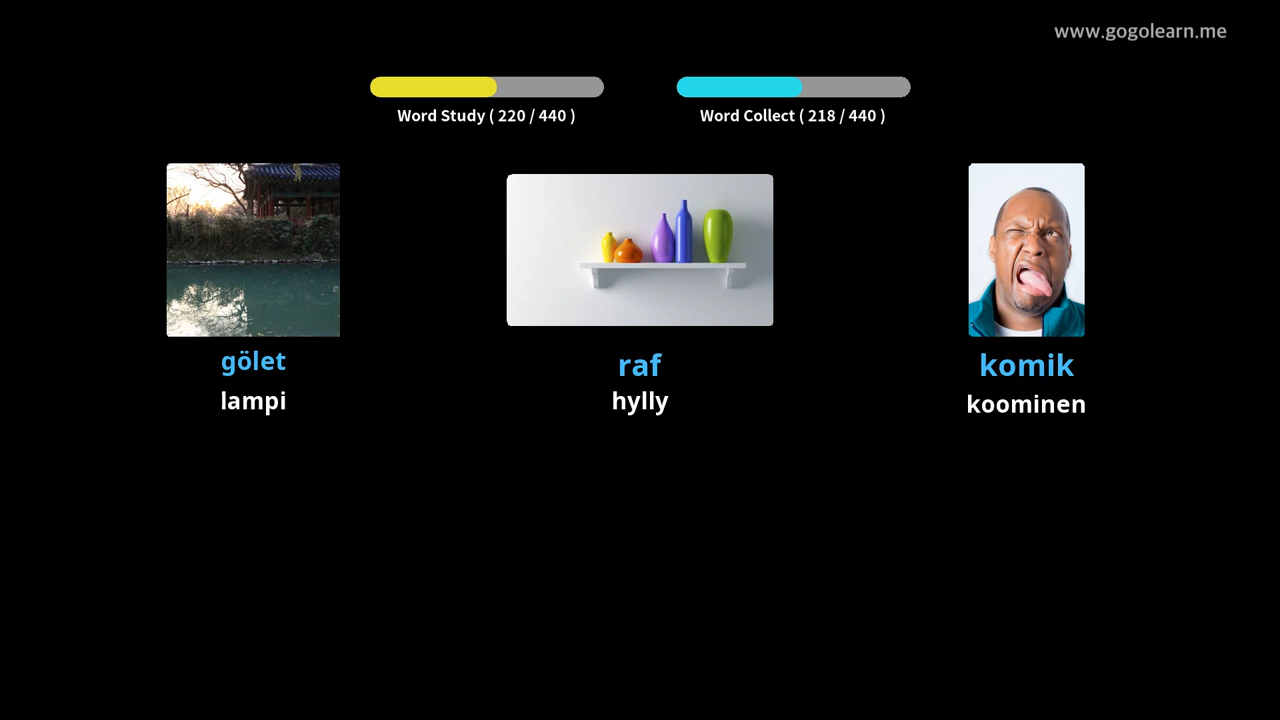 www.gogolearn.me
Word Study ( 220 / 440 )
Word Collect ( 218 / 440 )
gölet
lampi
raf
hylly
komik
koominen